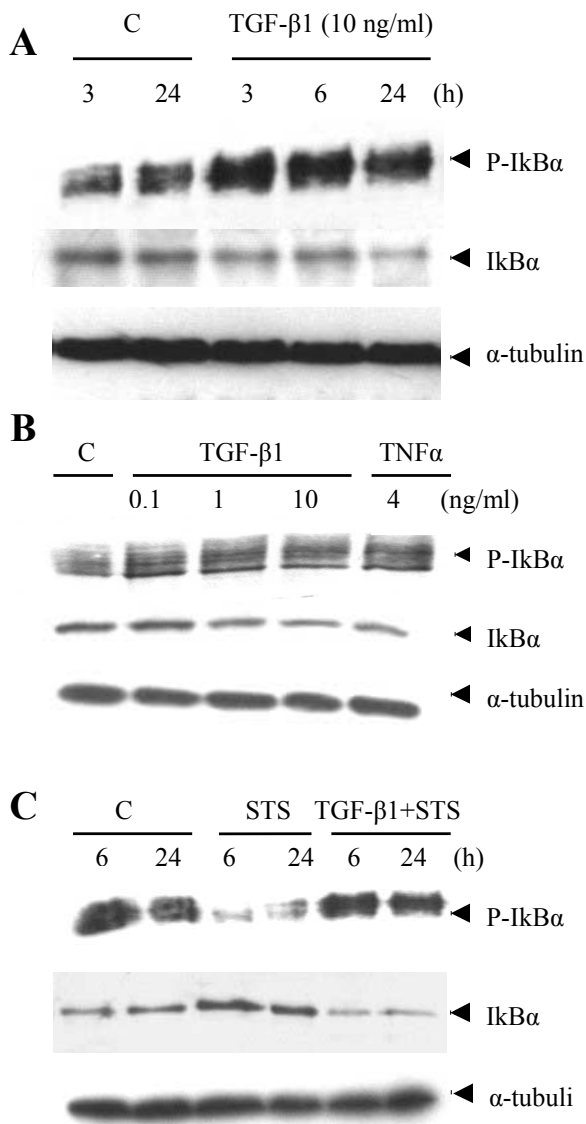 A
C TGF-β1 (10 ng/ml)
3 24 3 6 24 (h)
P-IkBα
IkBα
α-tubulin
B
C TGF-β1 TNFα
0.1 1 10 4 (ng/ml)
P-IkBα
IkBα
α-tubulin
C
C STS TGF-β1+STS
6 24 6 24 6 24 (h)
P-IkBα
IkBα
α-tubuli